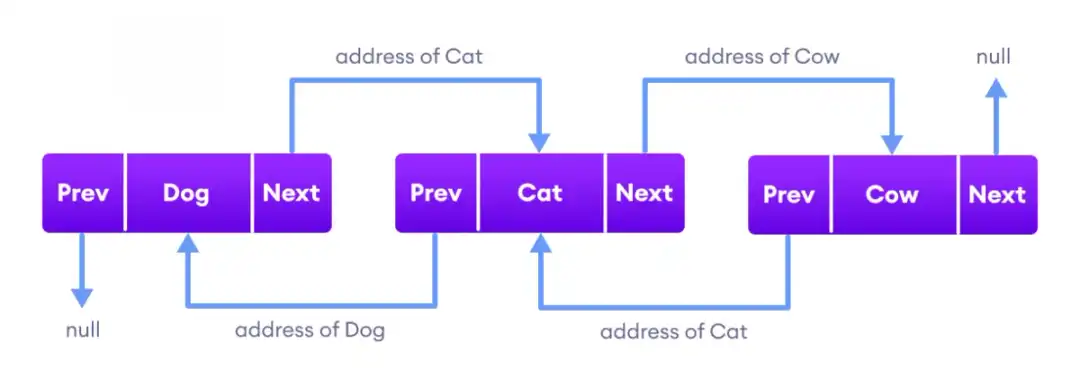 address of Cat
address of Cow
null
Prev Dog Next
Prev Cat Next
Prev Cow Next
null
address of Dog
address of Cat